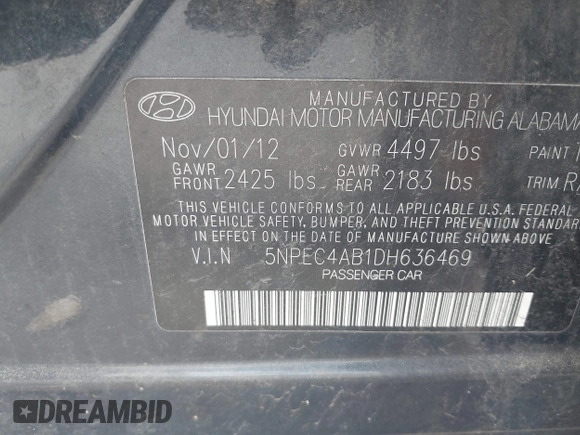 MANUFACTURED BY
HYUNDAI MOTOR MANUFACTURING ALABAMA
Nov/01/12 GVWR 4497 lbs PAINT
GAWR FRONT 2425 lbs GAWR REAR 2183 lbs TRIM
THIS VEHICLE CONFORMS TO ALL APPLICABLE U.S.A. FEDERAL
MOTOR VEHICLE SAFETY, BUMPER, AND THEFT PREVENTION STANDA
IN EFFECT ON THE DATE OF MANUFACTURE SHOWN ABOVE.
V.I.N 5NPEC4AB1DH636469
PASSENGER CAR
DREAMBID